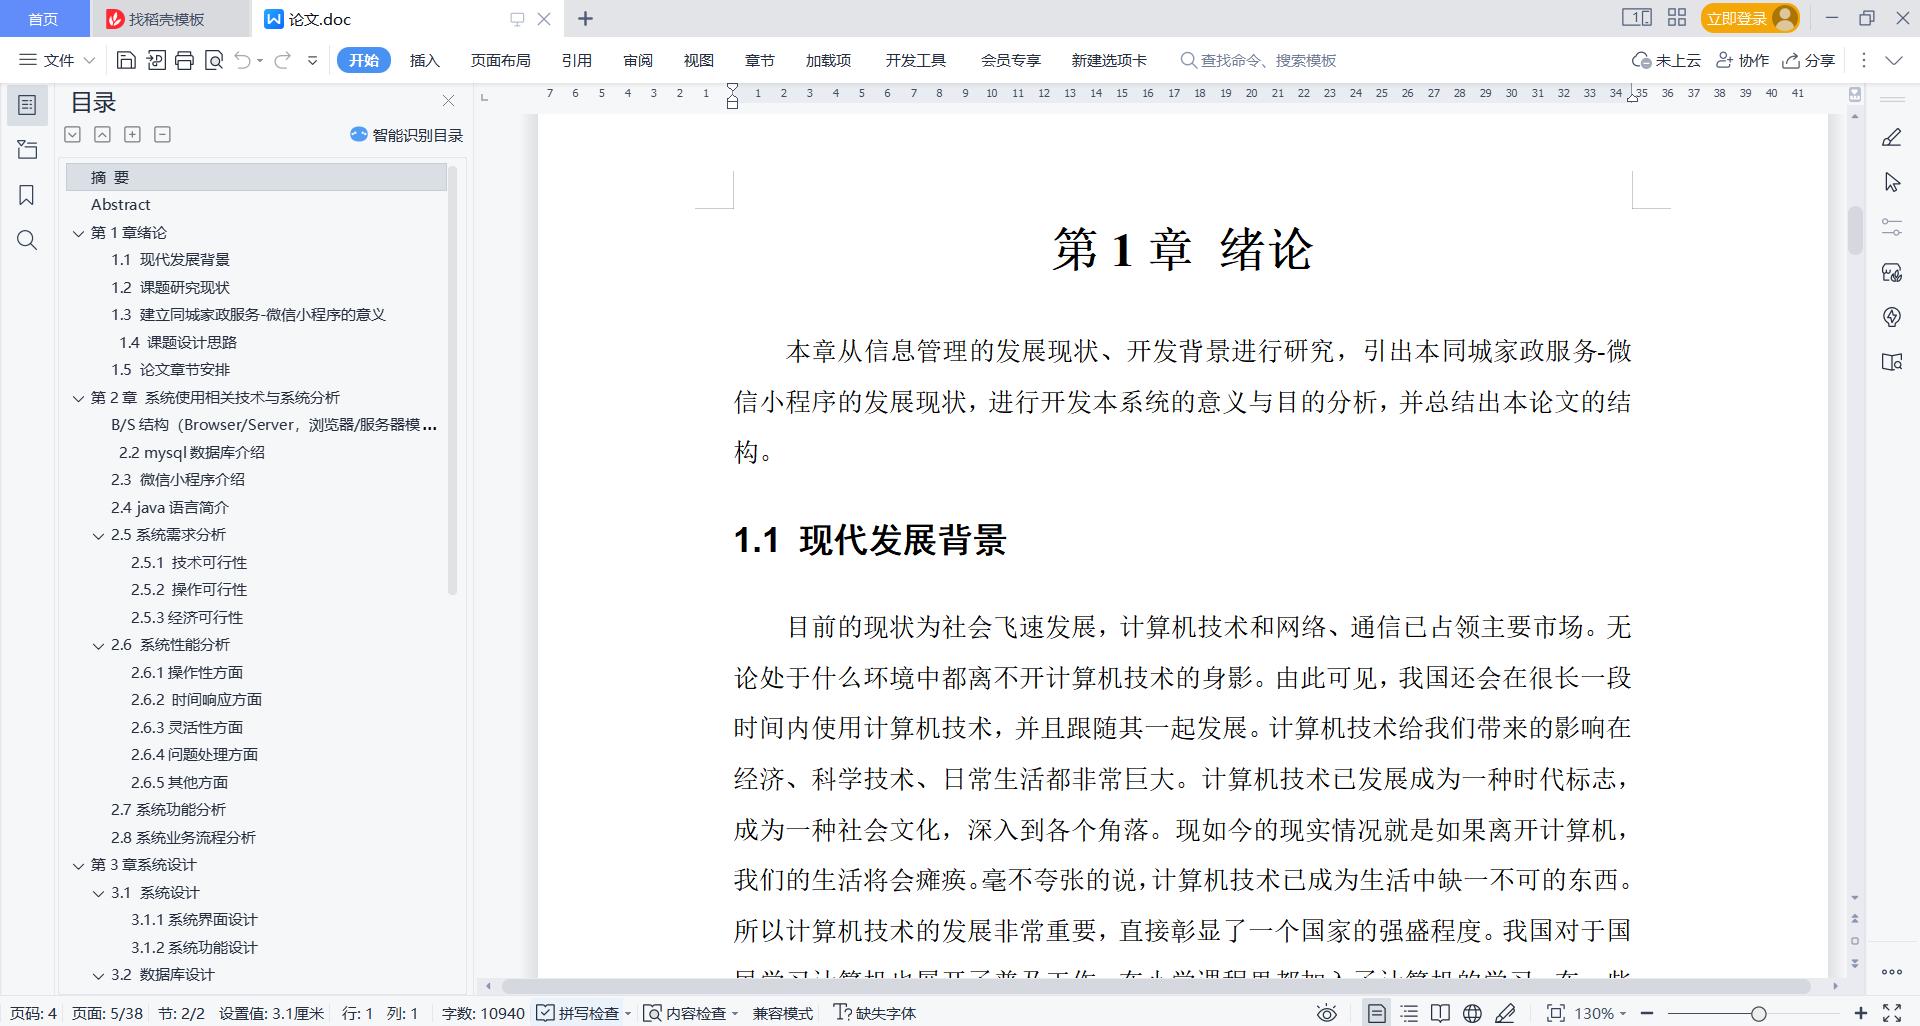 首页
找稻壳模板
论文.doc
1
立即登录
文件
开始
插入
页面布局
引用
审阅
视图
章节
加载项
开发工具
会员专享
新建选项卡
查找命令、搜索模板
未上云
协作
分享
目录
智能识别目录
7 6 5 4 3 2 1 1 2 3 4 5 6 7 8 9 10 11 12 13 14 15 16 17 18 19 20 21 22 23 24 25 26 27 28 29 30 31 32 33 34 35 36 37 38 39 40 41
摘 要
Abstract
第 1 章绪论
1.1 现代发展背景
1.2 课题研究现状
1.3 建立同城家政服务-微信小程序的意义
1.4 课题设计思路
1.5 论文章节安排
第 2 章 系统使用相关技术与系统分析
B/S 结构（Browser/Server，浏览器/服务器模...
2.2 mysql 数据库介绍
2.3 微信小程序介绍
2.4 java 语言简介
2.5 系统需求分析
2.5.1 技术可行性
2.5.2 操作可行性
2.5.3 经济可行性
2.6 系统性能分析
2.6.1 操作性方面
2.6.2 时间响应方面
2.6.3 灵活性方面
2.6.4 问题处理方面
2.6.5 其他方面
2.7 系统功能分析
2.8 系统业务流程分析
第 3 章系统设计
3.1 系统设计
3.1.1 系统界面设计
3.1.2 系统功能设计
3.2 数据库设计
第 1 章 绪论
本章从信息管理的发展现状、开发背景进行研究，引出本同城家政服务-微
信小程序的发展现状，进行开发本系统的意义与目的分析，并总结出本论文的结
构。
1.1 现代发展背景
目前的现状为社会飞速发展，计算机技术和网络、通信已占领主要市场。无
论处于什么环境中都离不开计算机技术的身影。由此可见，我国还会在很长一段
时间内使用计算机技术，并且跟随其一起发展。计算机技术给我们带来的影响在
经济、科学技术、日常生活都非常巨大。计算机技术已发展成为一种时代标志，
成为一种社会文化，深入到各个角落。现如今的现实情况就是如果离开计算机，
我们的生活将会瘫痪。毫不夸张的说，计算机技术已成为生活中缺一不可的东西。
所以计算机技术的发展非常重要，直接彰显了一个国家的强盛程度。我国对于国
民学习计算机也展开了普及工作，在小学课程里都加入了计算机的学习。在一些
页码: 4 页面: 5/38 节: 2/2 设置值: 3.1厘米 行: 1 列: 1 字数: 10940 拼写检查 内容检查 兼容模式 缺失字体 130%